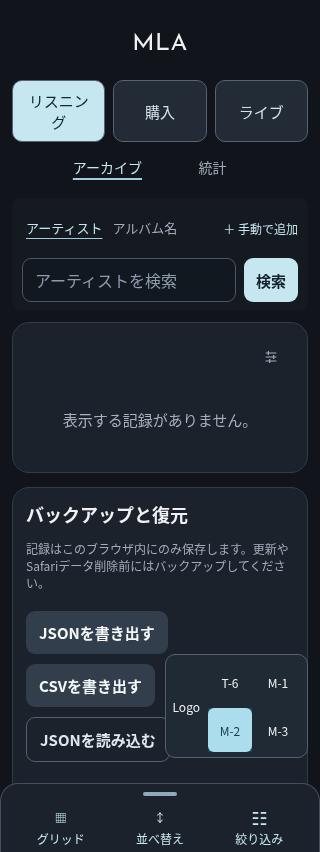 MLA
リスニン
グ
購入
ライブ
アーカイブ
統計
アーティスト
アルバム名
＋手動で追加
アーティストを検索
検索
表示する記録がありません。
バックアップと復元
記録はこのブラウザ内にのみ保存します。更新や
Safariデータ削除前にはバックアップしてくださ
い。
JSONを書き出す
CSVを書き出す
JSONを読み込む
Logo
T-6
M-1
M-2
M-3
グリッド
並べ替え
絞り込み